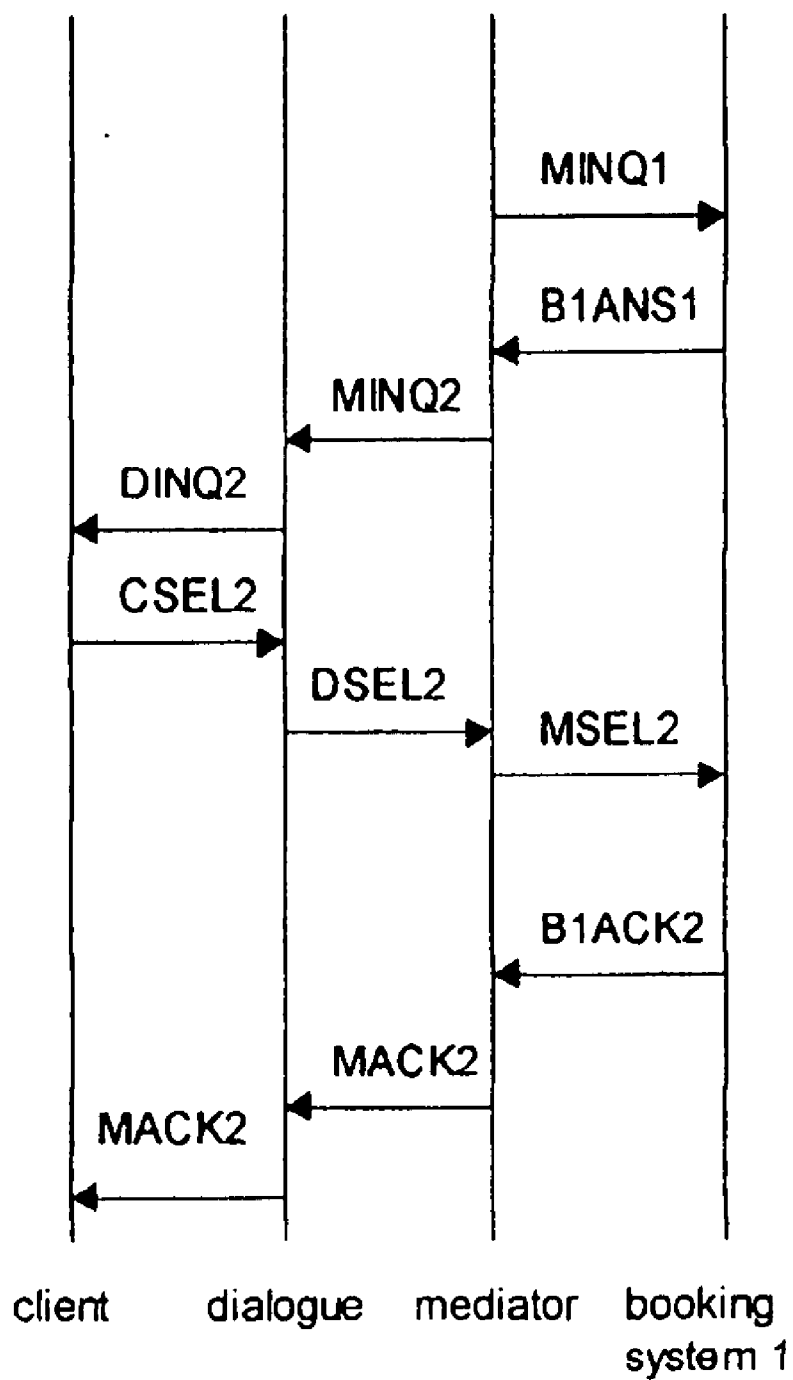 MINQ1
B1ANS1
MINQ2
DINQ2
CSEL2
DSEL2
MSEL2
B1ACK2
MACK2
MACK2
client dialogue mediator booking
system 1